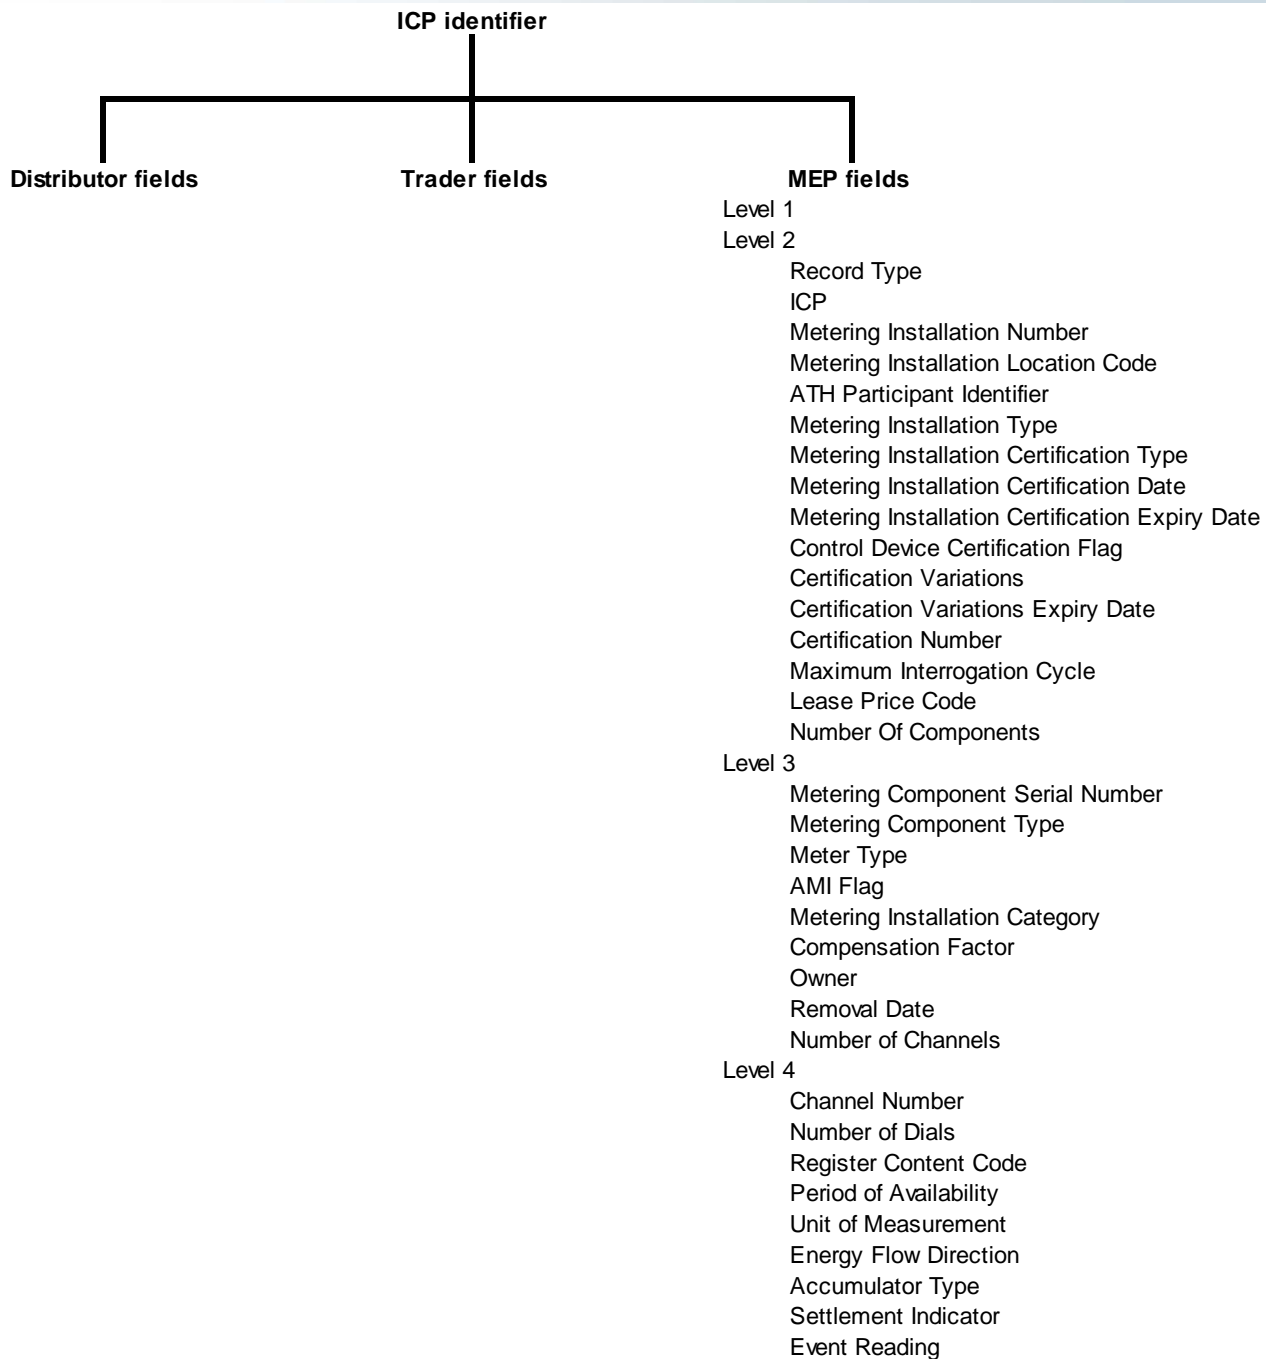 ICP identifier
Distributor fields
Trader fields
MEP fields
Level 1
Level 2
Record Type
ICP
Metering Installation Number
Metering Installation Location Code
ATH Participant Identifier
Metering Installation Type
Metering Installation Certification Type
Metering Installation Certification Date
Metering Installation Certification Expiry Date
Control Device Certification Flag
Certification Variations
Certification Variations Expiry Date
Certification Number
Maximum Interrogation Cycle
Lease Price Code
Number Of Components
Level 3
Metering Component Serial Number
Metering Component Type
Meter Type
AMI Flag
Metering Installation Category
Compensation Factor
Owner
Removal Date
Number of Channels
Level 4
Channel Number
Number of Dials
Register Content Code
Period of Availability
Unit of Measurement
Energy Flow Direction
Accumulator Type
Settlement Indicator
Event Reading